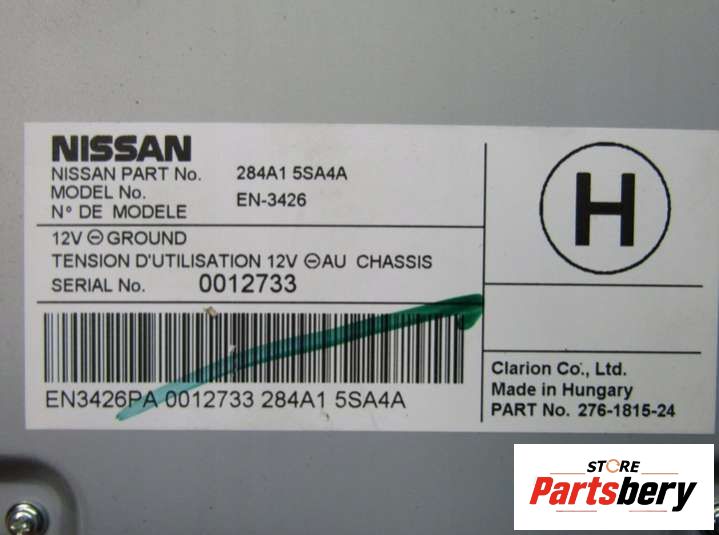 NISSAN
NISSAN PART No. 284A1 5SA4A
MODEL No. EN-3426
N° DE MODELE
12V ⊖ GROUND
TENSION D'UTILISATION 12V ⊖ AU CHASSIS
SERIAL No. 0012733
EN3426PA 0012733 284A1 5SA4A
H
Clarion Co., Ltd.
Made in Hungary
PART No. 276-1815-24
STORE
Partsbery